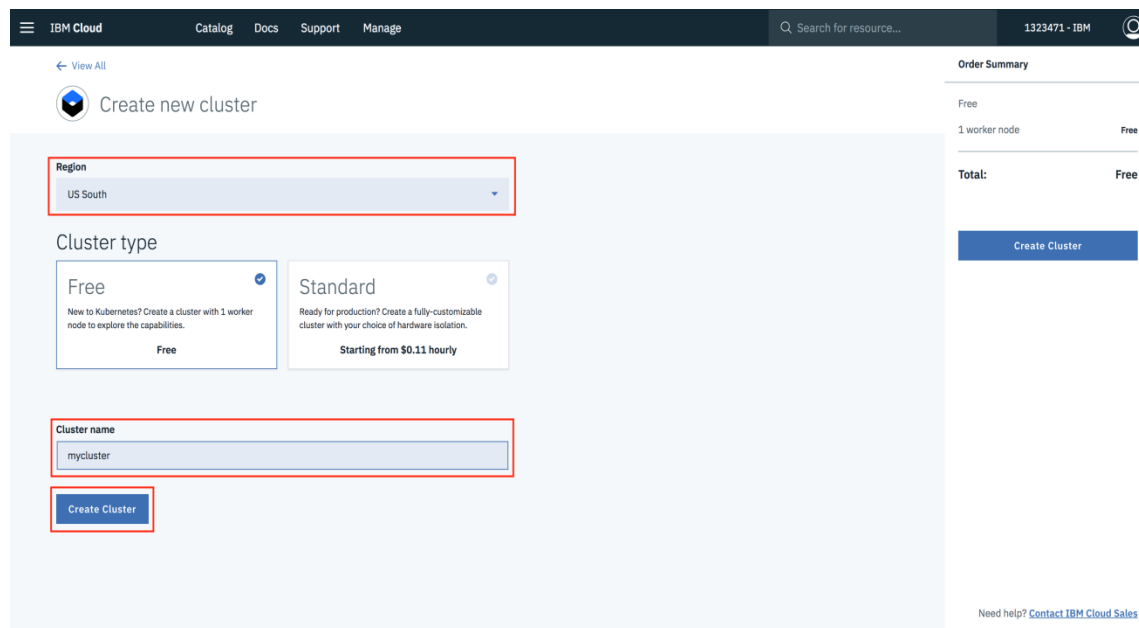 IBM Cloud
Catalog
Docs
Support
Manage
Search for resource...
1323471 - IBM
← View All
Create new cluster
Region
US South
Cluster type
Free
New to Kubernetes? Create a cluster with 1 worker
node to explore the capabilities.
Free
Standard
Ready for production? Create a fully-customizable
cluster with your choice of hardware isolation.
Starting from $0.11 hourly
Cluster name
mycluster
Create Cluster
Order Summary
Free
1 worker node Free
Total: Free
Create Cluster
Need help? Contact IBM Cloud Sales